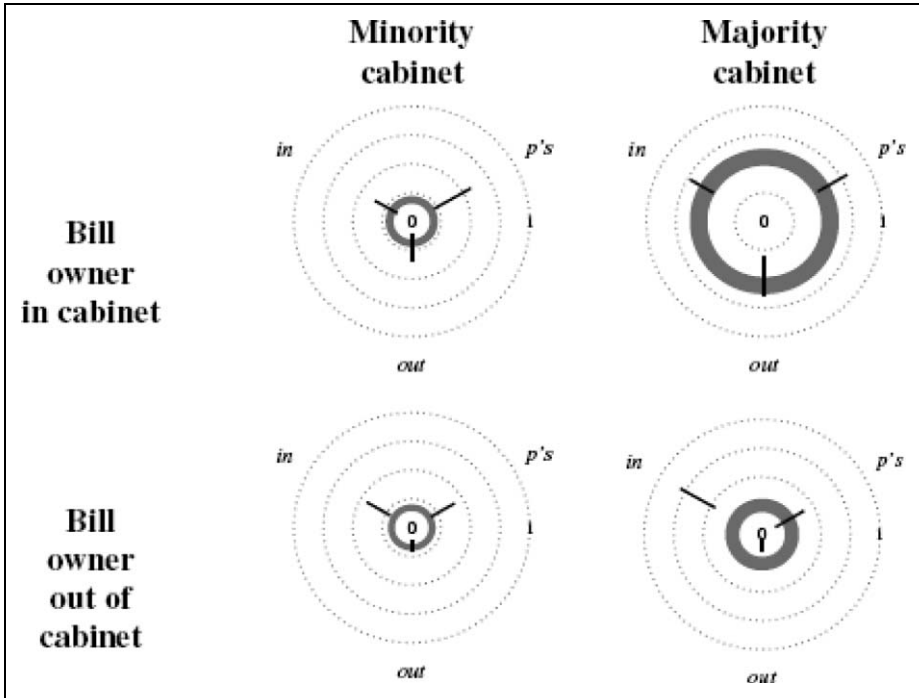 Minority
cabinet
Majority
cabinet
in
p's
0
1
out
in
p's
0
1
out
Bill
owner
in cabinet
in
p's
0
1
out
in
p's
0
1
out
Bill
owner
out of
cabinet